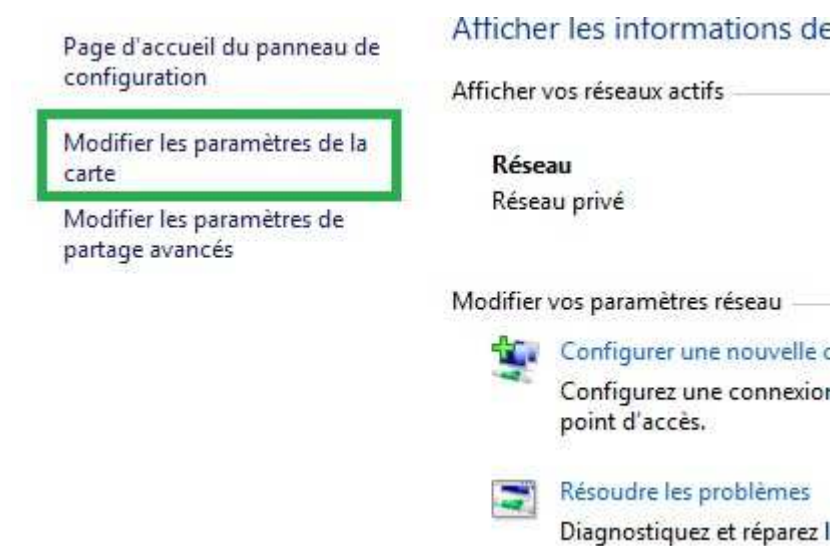 Page d'accueil du panneau de
configuration
Modifier les paramètres de la
carte
Modifier les paramètres de
partage avancés
Afficher les informations de
Afficher vos réseaux actifs
Réseau
Réseau privé
Modifier vos paramètres réseau
Configurer une nouvelle
Configurez une connexion
point d'accès.
Résoudre les problèmes
Diagnostiquez et réparez